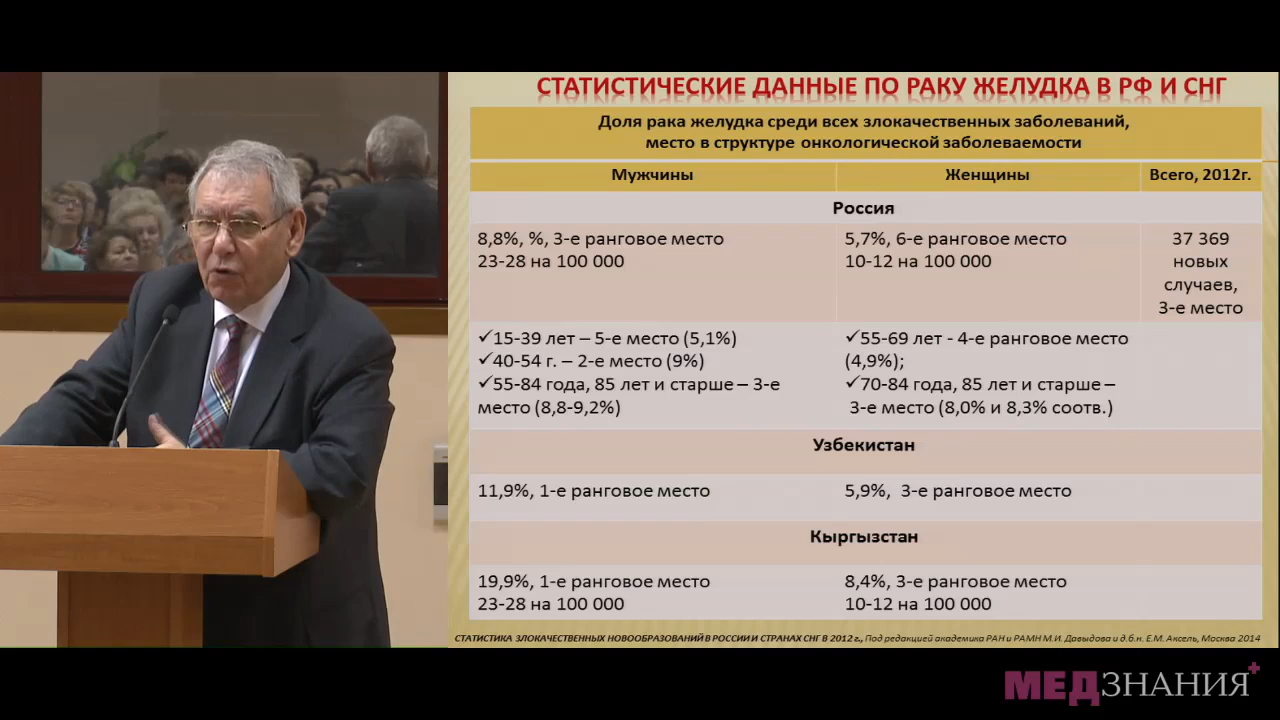 СТАТИСТИЧЕСКИЕ ДАННЫЕ ПО РАКУ ЖЕЛУДКА В РФ И СНГ
Доля рака желудка среди всех злокачественных заболеваний,
место в структуре онкологической заболеваемости
Мужчины
Женщины
Всего, 2012г.
Россия
8,8%, %, 3-е ранговое место
23-28 на 100 000
5,7%, 6-е ранговое место
10-12 на 100 000
37 369
новых
случаев,
3-е место
✓15-39 лет – 5-е место (5,1%)
✓40-54 г. – 2-е место (9%)
✓55-84 года, 85 лет и старше – 3-е
место (8,8-9,2%)
✓55-69 лет - 4-е ранговое место
(4,9%);
✓70-84 года, 85 лет и старше –
3-е место (8,0% и 8,3% соотв.)
Узбекистан
11,9%, 1-е ранговое место
5,9%, 3-е ранговое место
Кыргызстан
19,9%, 1-е ранговое место
23-28 на 100 000
8,4%, 3-е ранговое место
10-12 на 100 000
СТАТИСТИКА ЗЛОКАЧЕСТВЕННЫХ НОВООБРАЗОВАНИЙ В РОССИИ И СТРАНАХ СНГ В 2012 г., Под редакцией академика РАН и РАМН М.И. Давыдова и д.б.н. Е.М. Аксель, Москва 2014
МЕДЗНАНИЯ+